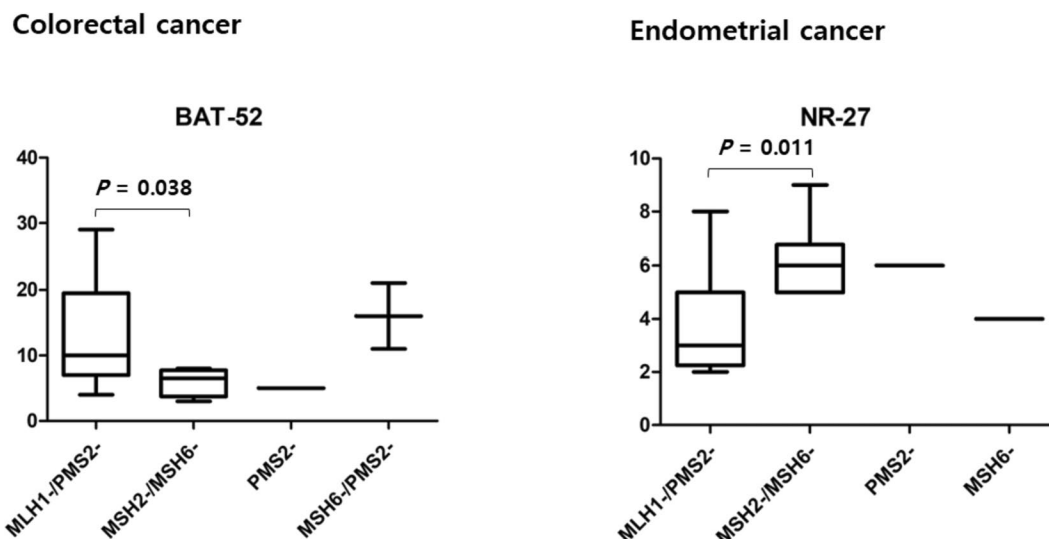 Colorectal cancer
BAT-52
P = 0.038
40
30
20
10
0
MLH1-/PMS2-
MSH2-/MSH6-
PMS2-
MSH6-/PMS2-
Endometrial cancer
NR-27
P = 0.011
10
8
6
4
2
0
MLH1-/PMS2-
MSH2-/MSH6-
PMS2-
MSH6-